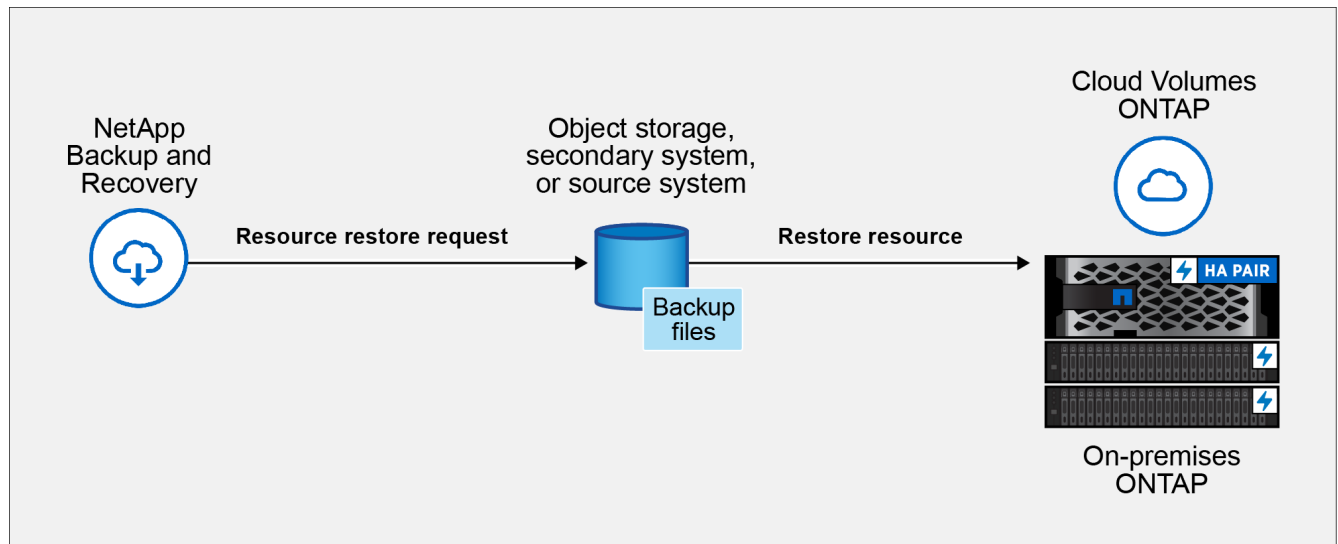 NetApp
Backup and
Recovery
Resource restore request
Object storage,
secondary system,
or source system
Backup
files
Restore resource
Cloud Volumes
ONTAP
HA PAIR
On-premises
ONTAP